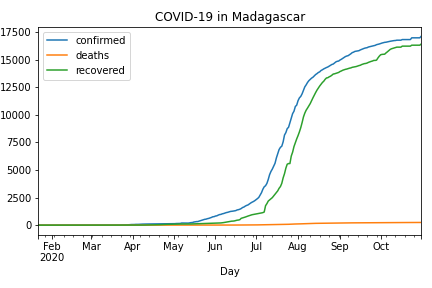 COVID-19 in Madagascar
confirmed
deaths
recovered
17500
15000
12500
10000
7500
5000
2500
0
Feb Mar Apr May Jun Jul Aug Sep Oct
2020
Day